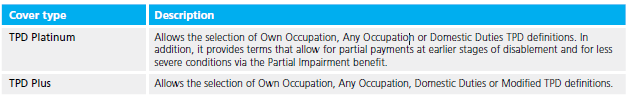 Cover type Description
TPD Platinum Allows the selection of Own Occupation, Any Occupation or Domestic Duties TPD definitions. In
addition, it provides terms that allow for partial payments at earlier stages of disablement and for less
severe conditions via the Partial Impairment benefit.
TPD Plus Allows the selection of Own Occupation, Any Occupation, Domestic Duties or Modified TPD definitions.